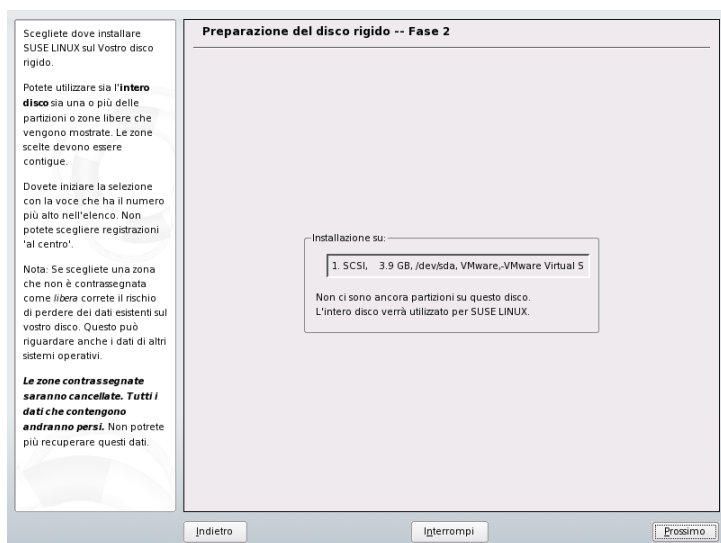 Scegliete dove installare
SUSE LINUX sul Vostro disco
rigido.
Potete utilizzare sia l'intero
disco sia una o più delle
partizioni o zone libere che
vengono mostrate. Le zone
scelte devono essere
contigue.
Dovete iniziare la selezione
con la voce che ha il numero
più alto nell'elenco. Non
potete scegliere registrazioni
'al centro'.
Nota: Se scegliete una zona
che non è contrassegnata
come libera correte il rischio
di perdere dei dati esistenti sul
vostro disco. Questo può
riguardare anche i dati di altri
sistemi operativi.
Le zone contrassegnate
saranno cancellate. Tutti i
dati che contengono
andranno persi. Non potrete
più recuperare questi dati.
Preparazione del disco rigido -- Fase 2
Installazione su:
1. SCSI, 3.9 GB, /dev/sda, VMware,-VMware Virtual S
Non ci sono ancora partizioni su questo disco.
L'intero disco verrà utilizzato per SUSE LINUX.
Indietro
Interrompi
Prossimo